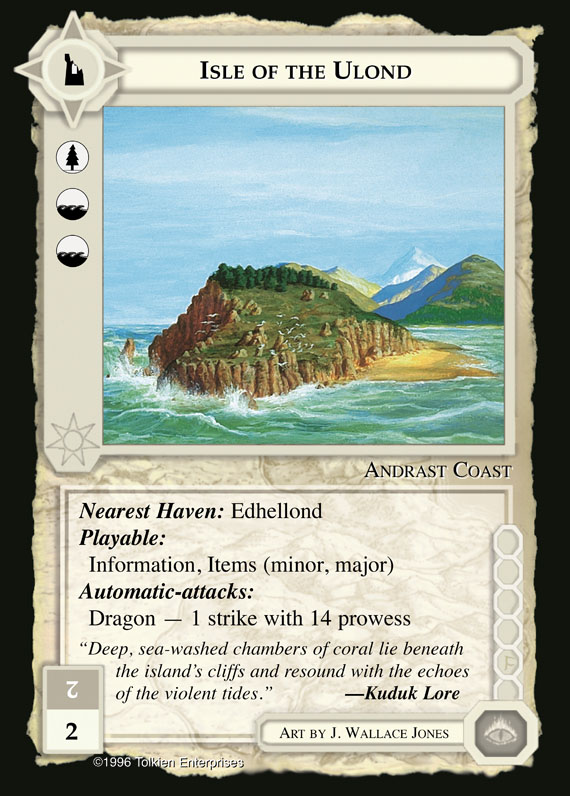 Isle of the Ulond
Andrast Coast
Nearest Haven: Edhellond
Playable:
Information, Items (minor, major)
Automatic-attacks:
Dragon — 1 strike with 14 prowess
“Deep, sea-washed chambers of coral lie beneath
the island’s cliffs and resound with the echoes
of the violent tides.” —Kuduk Lore
2
2
Art by J. Wallace Jones
©1996 Tolkien Enterprises